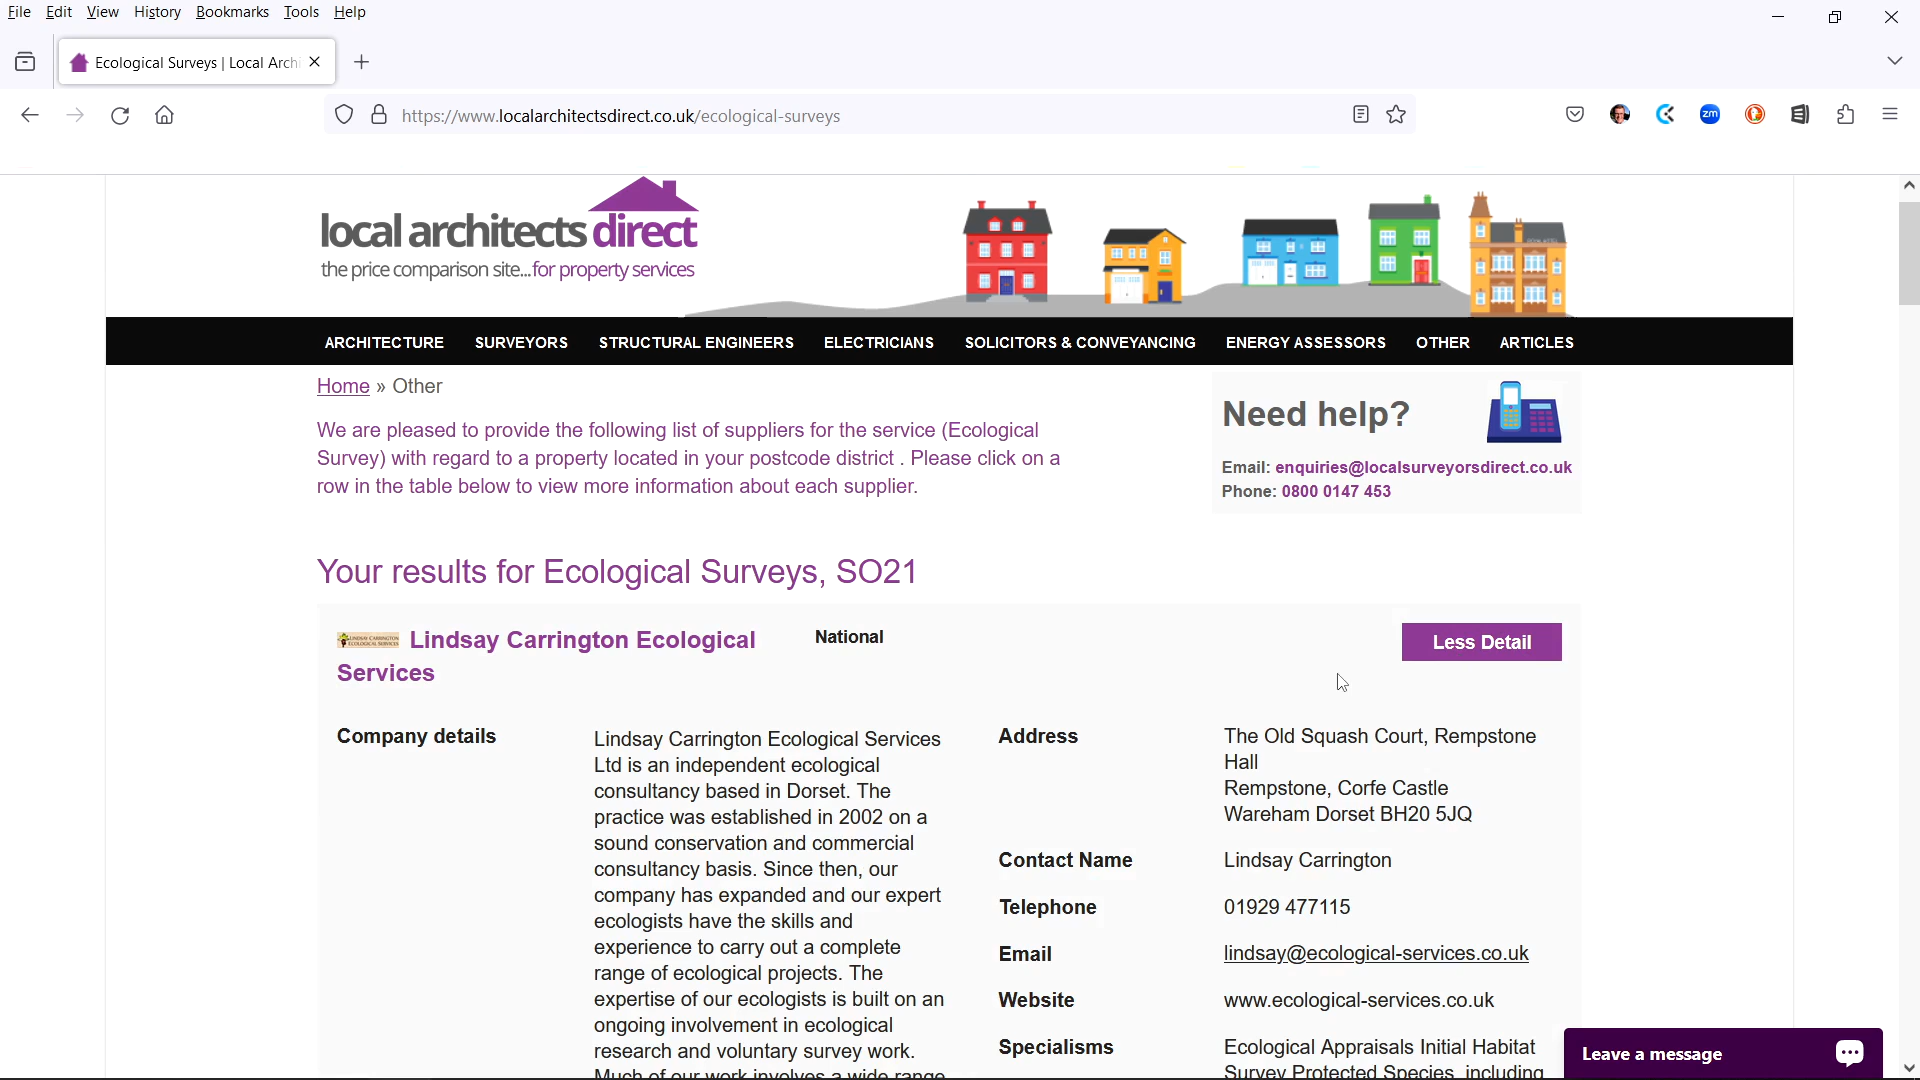 File Edit View History Bookmarks Tools Help
Ecological Surveys | Local Archi
https://www.localarchitectsdirect.co.uk/ecological-surveys
zm
local architects direct
the price comparison site...for property services
ARCHITECTURE SURVEYORS STRUCTURAL ENGINEERS ELECTRICIANS SOLICITORS & CONVEYANCING ENERGY ASSESSORS OTHER ARTICLES
Home » Other
We are pleased to provide the following list of suppliers for the service (Ecological
Survey) with regard to a property located in your postcode district . Please click on a
row in the table below to view more information about each supplier.
Need help?
Email: enquiries@localsurveyorsdirect.co.uk
Phone: 0800 0147 453
Your results for Ecological Surveys, SO21
LINDSAY CARRINGTON
ECOLOGICAL SERVICES
Lindsay Carrington Ecological
Services
National
Less Detail
Company details
Lindsay Carrington Ecological Services
Ltd is an independent ecological
consultancy based in Dorset. The
practice was established in 2002 on a
sound conservation and commercial
consultancy basis. Since then, our
company has expanded and our expert
ecologists have the skills and
experience to carry out a complete
range of ecological projects. The
expertise of our ecologists is built on an
ongoing involvement in ecological
research and voluntary survey work.
Much of our work involves a wide range
Address
The Old Squash Court, Rempstone
Hall
Rempstone, Corfe Castle
Wareham Dorset BH20 5JQ
Contact Name Lindsay Carrington
Telephone 01929 477115
Email lindsay@ecological-services.co.uk
Website www.ecological-services.co.uk
Specialisms Ecological Appraisals Initial Habitat
Survey Protected Species, including
Leave a message